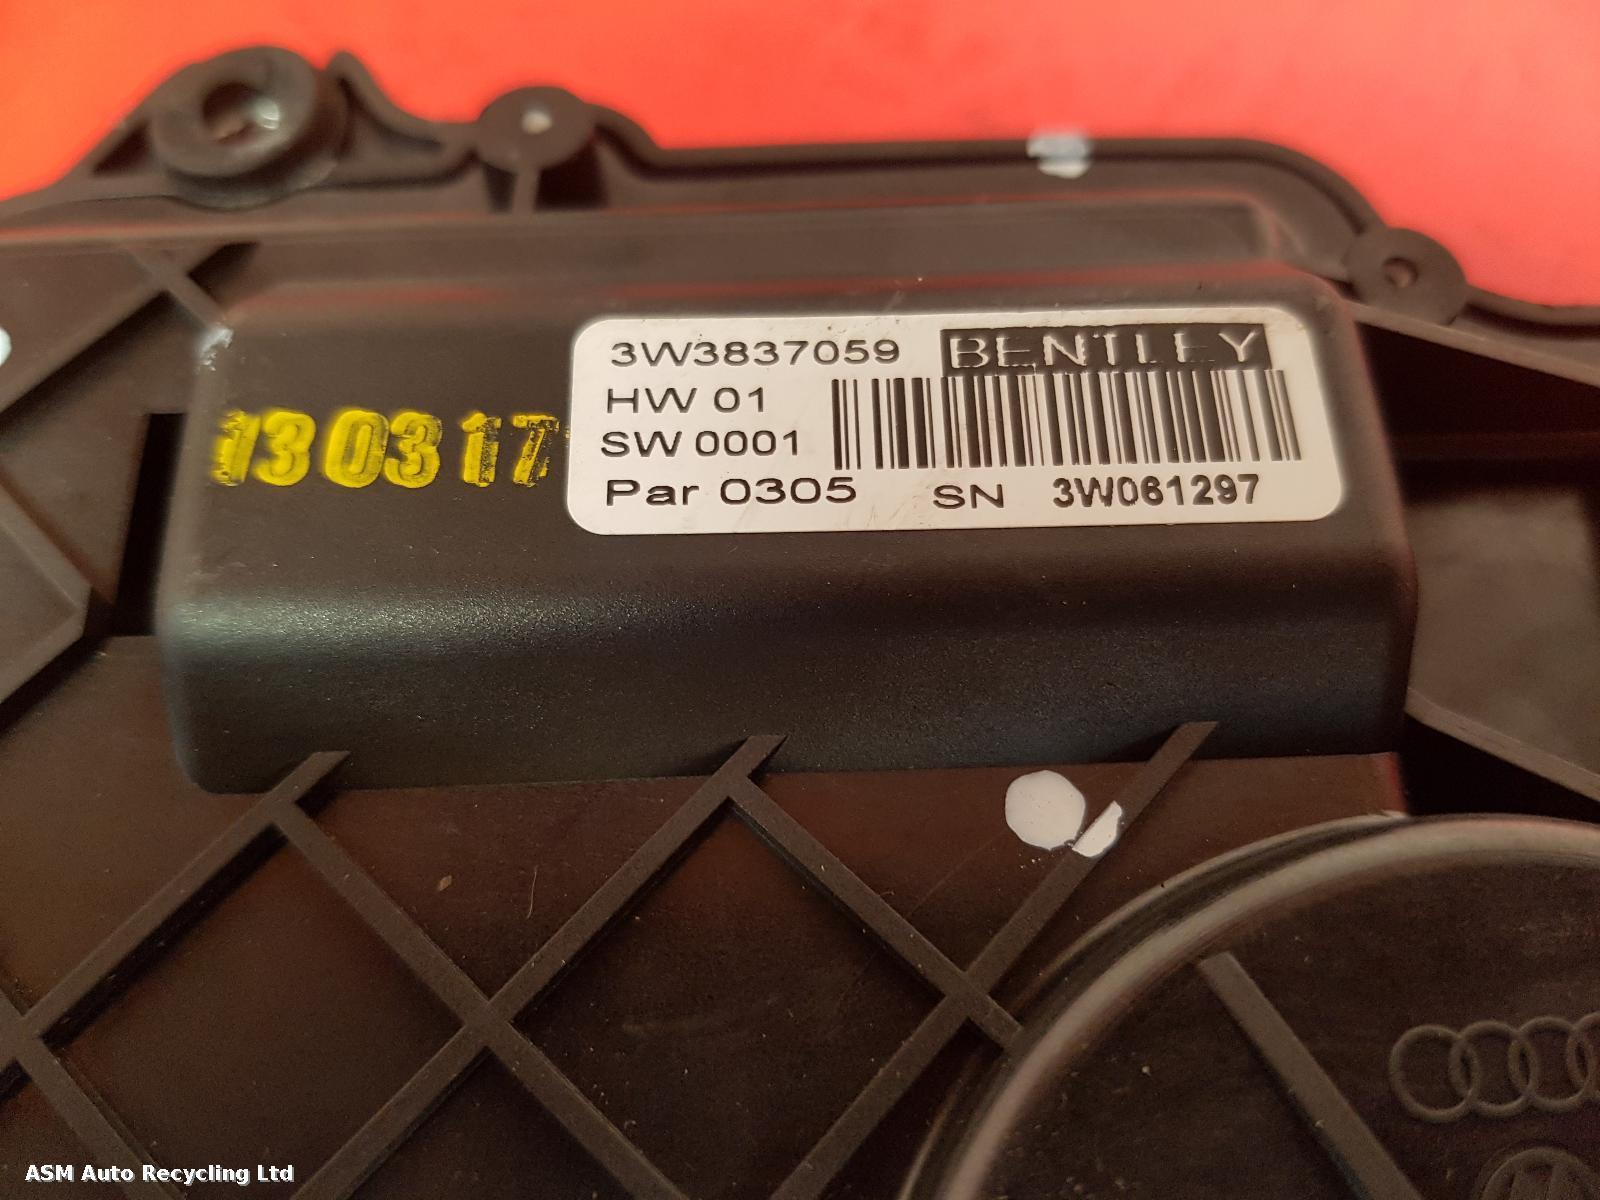 3W3837059 BENTLEY
HW 01
SW 0001
Par 0305 SN 3W061297
130317
ASM Auto Recycling Ltd